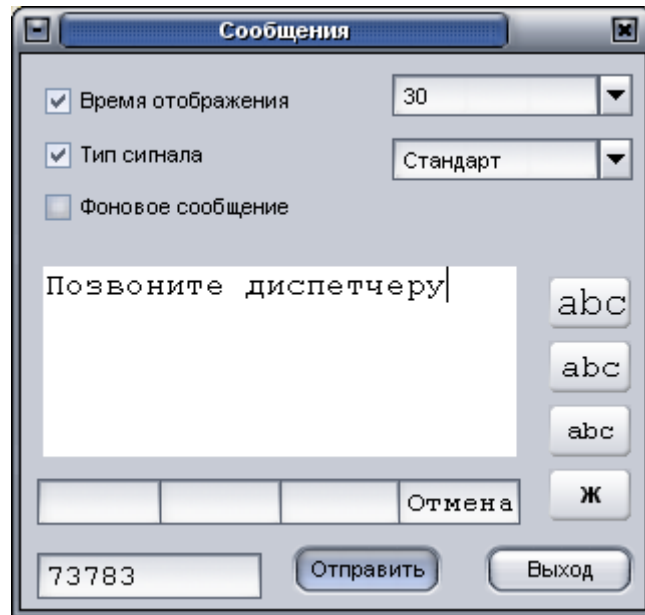 Сообщения
Время отображения 30
Тип сигнала Стандарт
Фоновое сообщение
Позвоните диспетчеру
abc
abc
abc
Отмена ж
73783 Отправить Выход